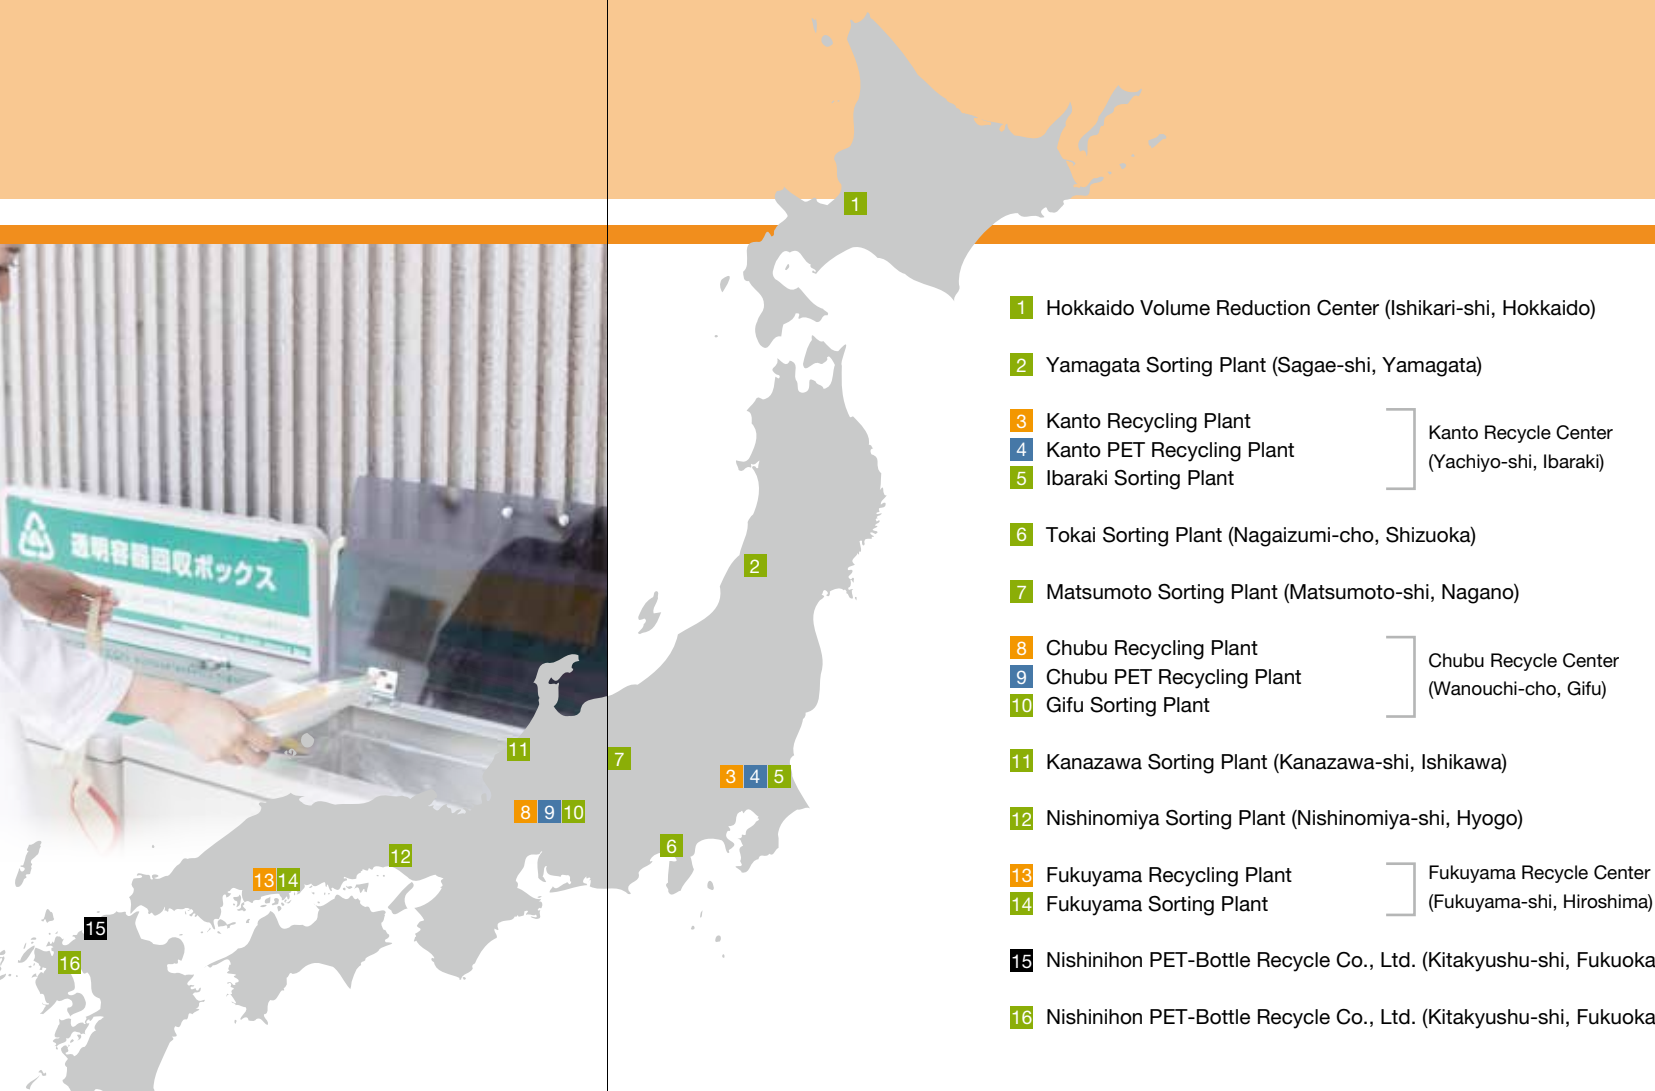 透明容器回収ボックス
1
2
11
7
3 4 5
8 9 10
6
12
13 14
15
16
1 Hokkaido Volume Reduction Center (Ishikari-shi, Hokkaido)
2 Yamagata Sorting Plant (Sagae-shi, Yamagata)
3 Kanto Recycling Plant
4 Kanto PET Recycling Plant
5 Ibaraki Sorting Plant
Kanto Recycle Center
(Yachiyo-shi, Ibaraki)
6 Tokai Sorting Plant (Nagaizumi-cho, Shizuoka)
7 Matsumoto Sorting Plant (Matsumoto-shi, Nagano)
8 Chubu Recycling Plant
9 Chubu PET Recycling Plant
10 Gifu Sorting Plant
Chubu Recycle Center
(Wanouchi-cho, Gifu)
11 Kanazawa Sorting Plant (Kanazawa-shi, Ishikawa)
12 Nishinomiya Sorting Plant (Nishinomiya-shi, Hyogo)
13 Fukuyama Recycling Plant
14 Fukuyama Sorting Plant
Fukuyama Recycle Center
(Fukuyama-shi, Hiroshima)
15 Nishinihon PET-Bottle Recycle Co., Ltd. (Kitakyushu-shi, Fukuoka
16 Nishinihon PET-Bottle Recycle Co., Ltd. (Kitakyushu-shi, Fukuoka